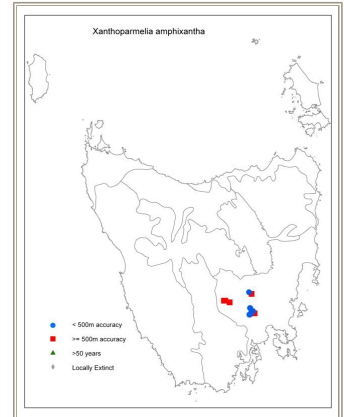 Xanthoparmelia amphixantha
< 500m accuracy
>= 500m accuracy
>50 years
Locally Extinct